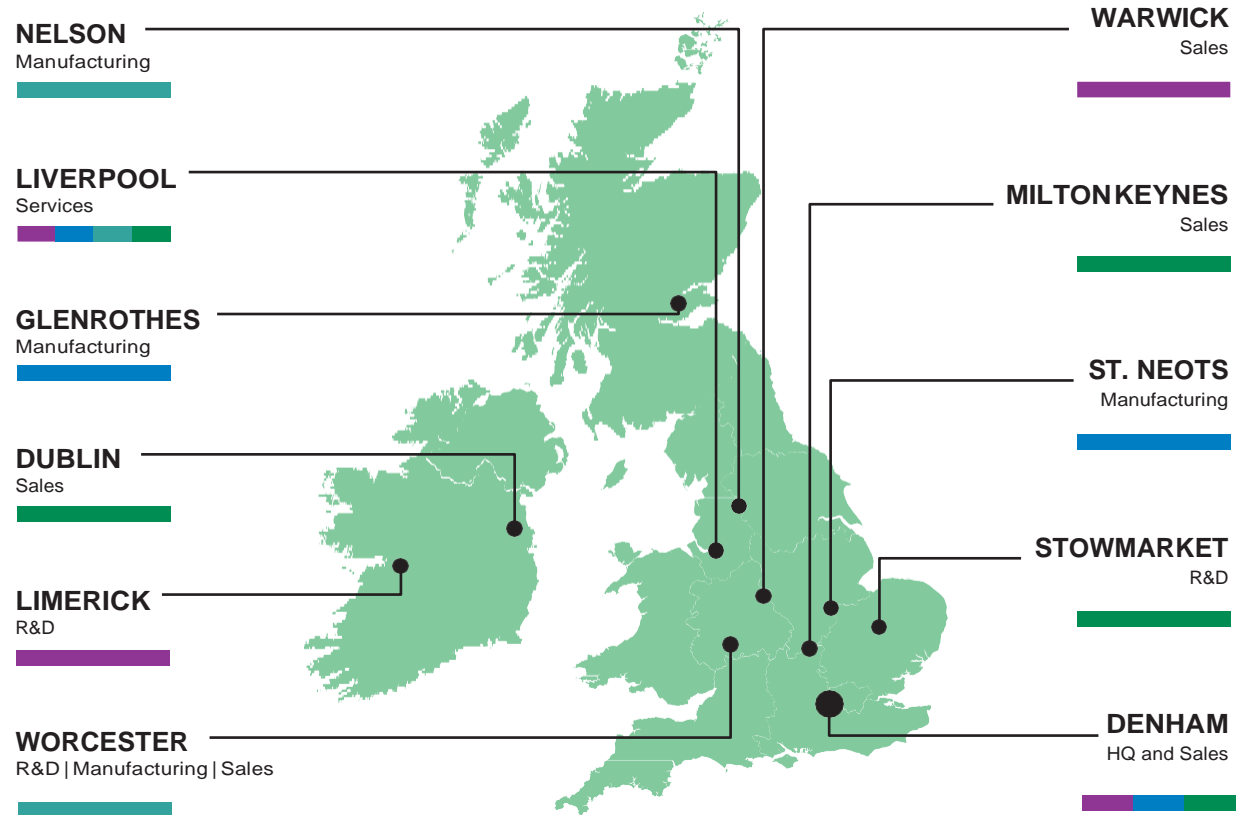 NELSON
Manufacturing
LIVERPOOL
Services
GLENROTHES
Manufacturing
DUBLIN
Sales
LIMERICK
R&D
WORCESTER
R&D | Manufacturing | Sales
WARWICK
Sales
MILTON KEYNES
Sales
ST. NEOTS
Manufacturing
STOWMARKET
R&D
DENHAM
HQ and Sales